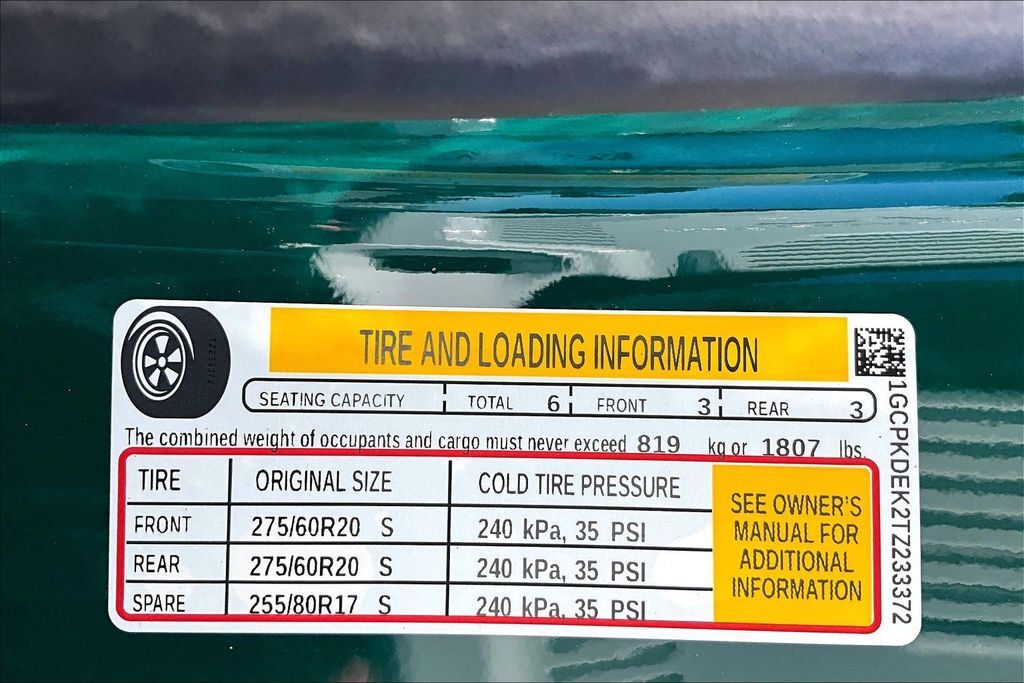 TIRE AND LOADING INFORMATION
SEATING CAPACITY TOTAL 6 FRONT 3 REAR 3
The combined weight of occupants and cargo must never exceed 819 kg or 1807 lbs.
TIRE ORIGINAL SIZE COLD TIRE PRESSURE
FRONT 275/60R20 S 240 kPa, 35 PSI
REAR 275/60R20 S 240 kPa, 35 PSI
SPARE 255/80R17 S 240 kPa, 35 PSI
SEE OWNER'S
MANUAL FOR
ADDITIONAL
INFORMATION
1GCPKDEK2TZ233372